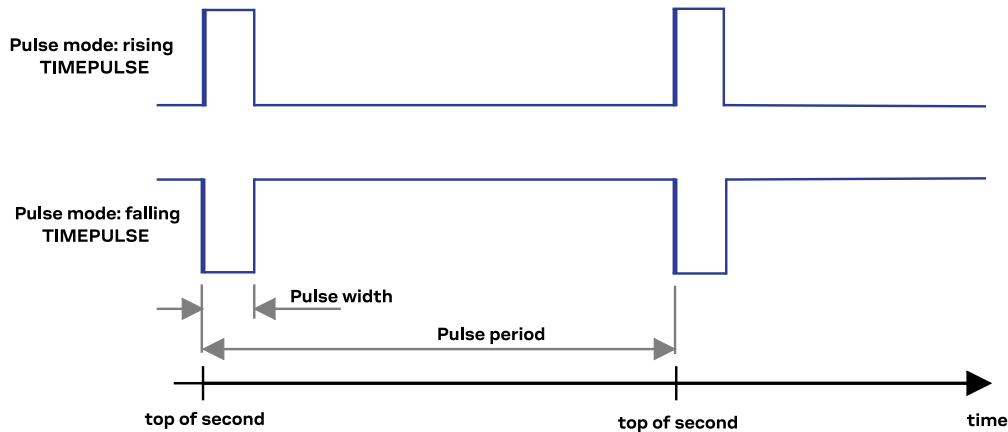 Pulse mode: rising
TIMEPULSE
Pulse mode: falling
TIMEPULSE
Pulse width
Pulse period
top of second
top of second
time